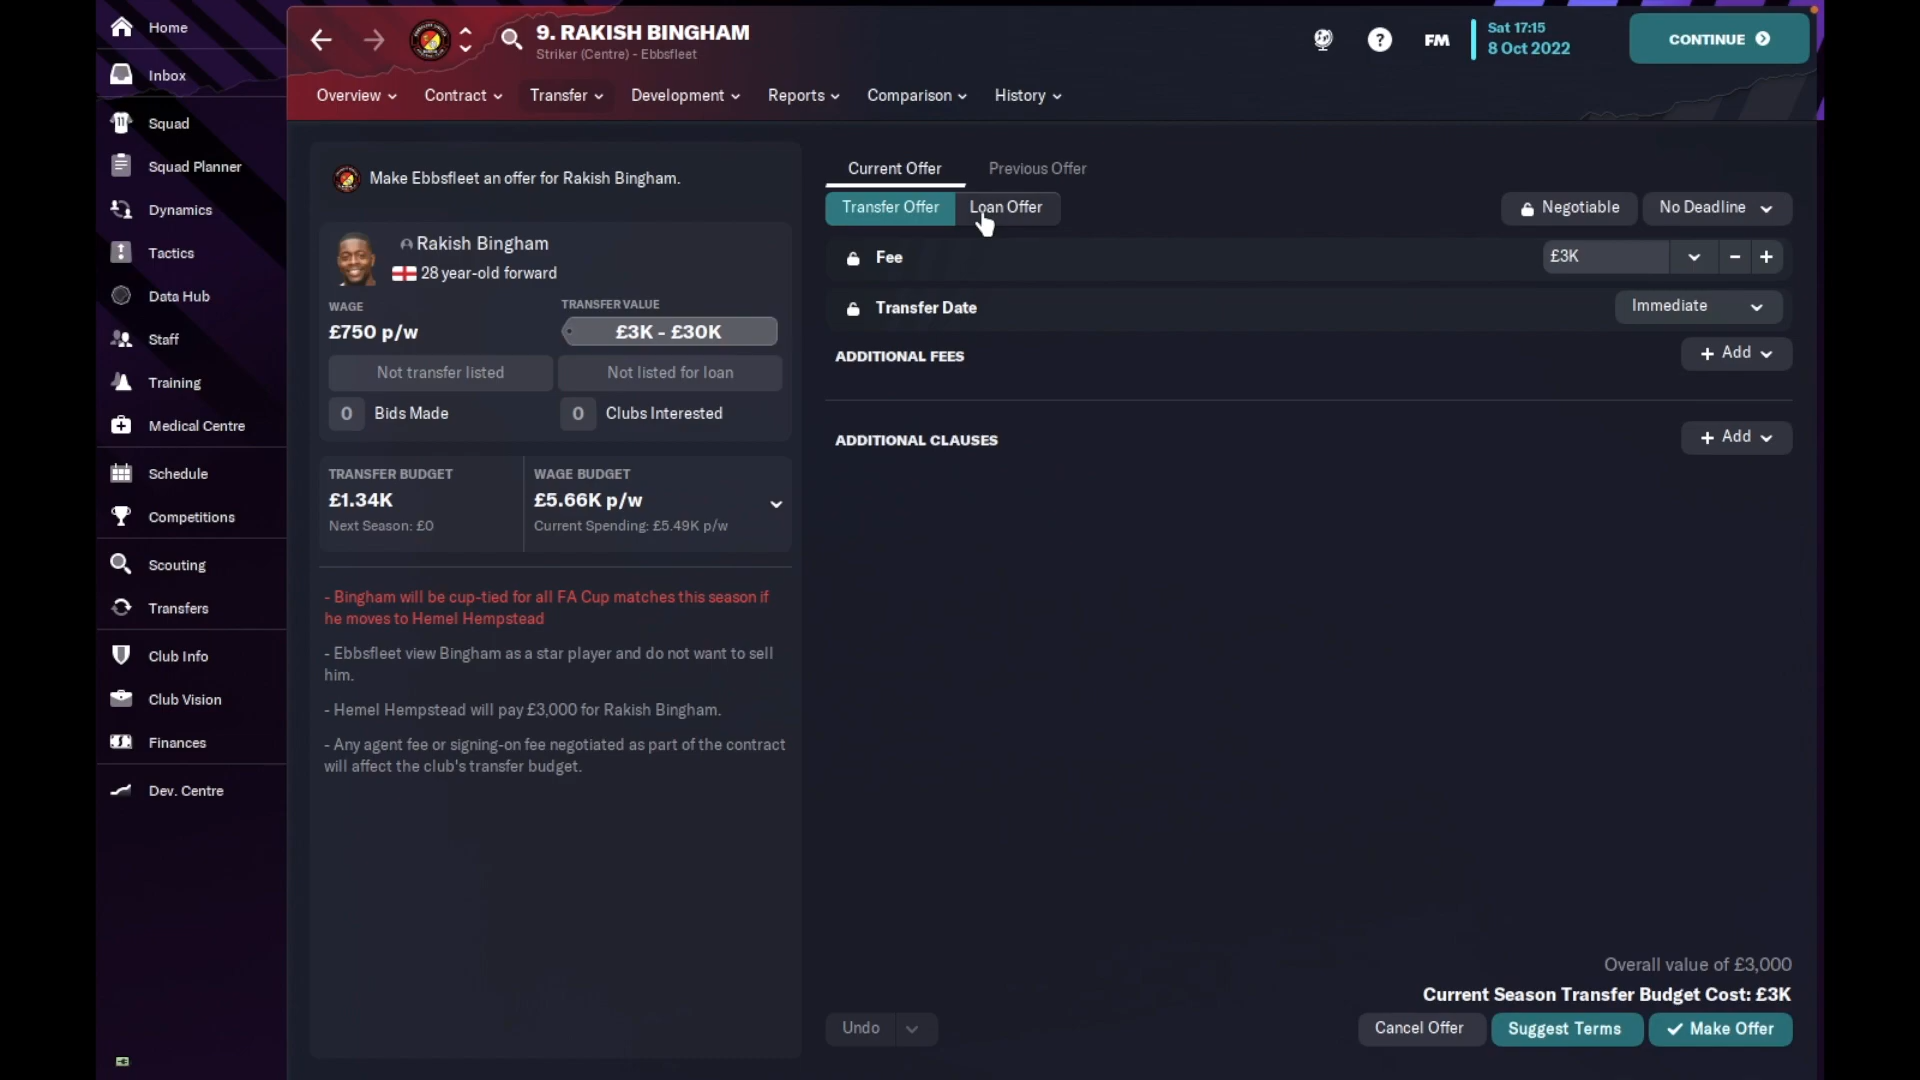 Home
Inbox
Squad
Squad Planner
Dynamics
Tactics
Data Hub
Staff
Training
Medical Centre
Schedule
Competitions
Scouting
Transfers
Club Info
Club Vision
Finances
Dev. Centre
9. RAKISH BINGHAM
Striker (Centre) - Ebbsfleet
FM
Sat 17:15
8 Oct 2022
CONTINUE
Overview
Contract
Transfer
Development
Reports
Comparison
History
Make Ebbsfleet an offer for Rakish Bingham.
Rakish Bingham
28 year-old forward
WAGE
£750 p/w
TRANSFER VALUE
£3K - £30K
Not transfer listed
Not listed for loan
0 Bids Made
0 Clubs Interested
TRANSFER BUDGET
£1.34K
Next Season: £0
WAGE BUDGET
£5.66K p/w
Current Spending: £5.49K p/w
- Bingham will be cup-tied for all FA Cup matches this season if
he moves to Hemel Hempstead
- Ebbsfleet view Bingham as a star player and do not want to sell
him.
- Hemel Hempstead will pay £3,000 for Rakish Bingham.
- Any agent fee or signing-on fee negotiated as part of the contract
will affect the club's transfer budget.
Current Offer
Previous Offer
Transfer Offer
Loan Offer
Negotiable
No Deadline
Fee
£3K
Transfer Date
Immediate
ADDITIONAL FEES
+ Add
ADDITIONAL CLAUSES
+ Add
Overall value of £3,000
Current Season Transfer Budget Cost: £3K
Undo
Cancel Offer
Suggest Terms
Make Offer